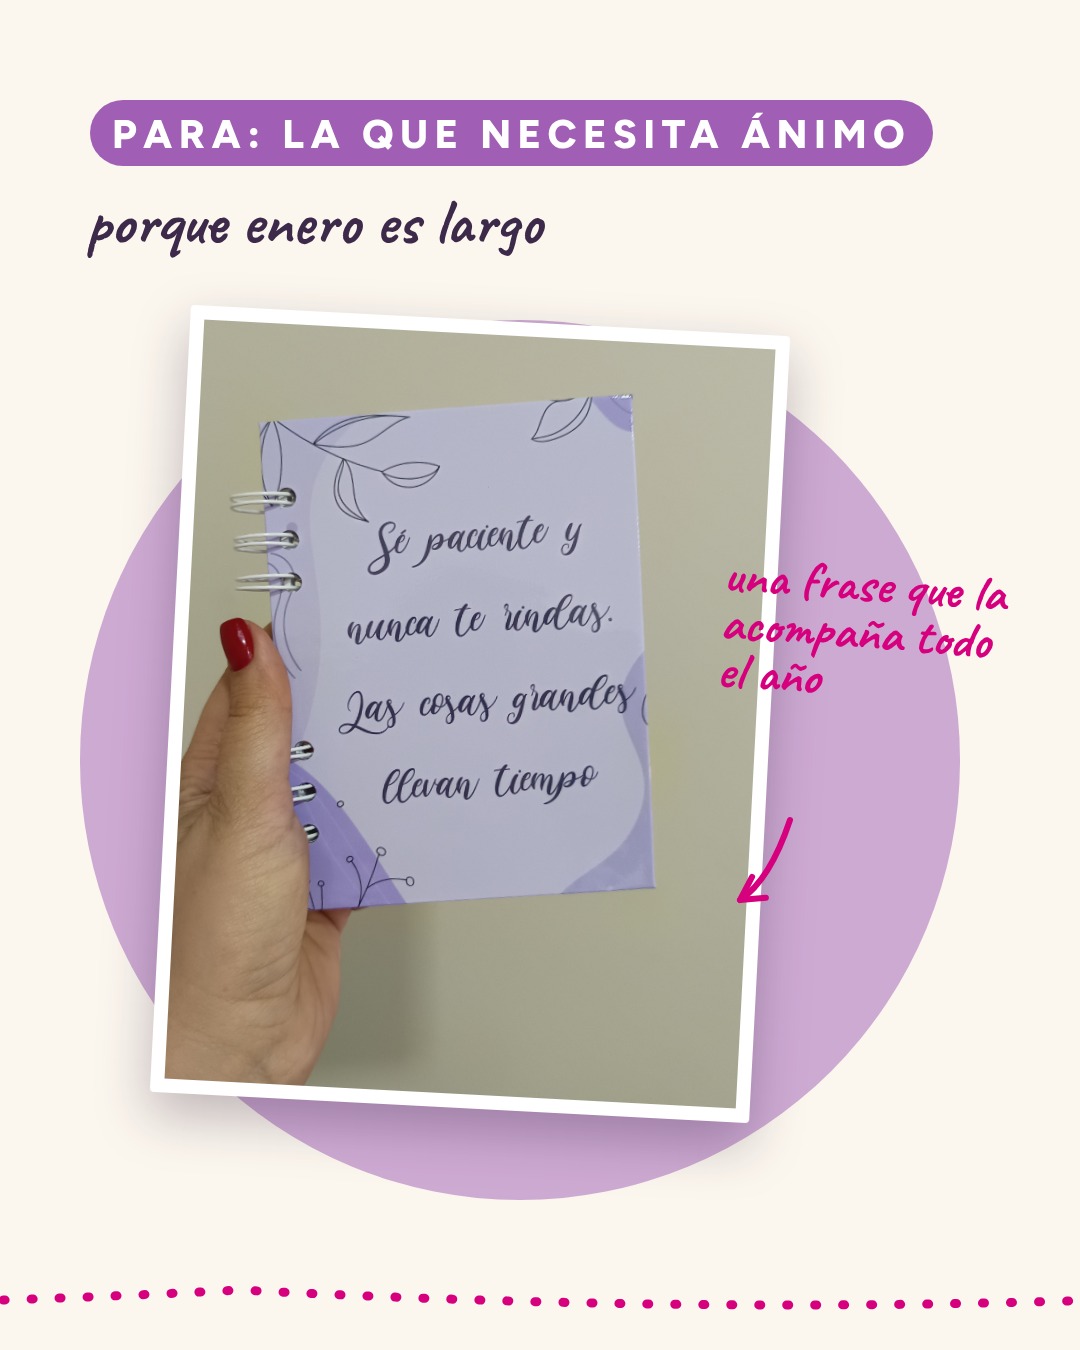 PARA: LA QUE NECESITA ÁNIMO
porque enero es largo
Sé paciente y
nunca te rindas.
Las cosas grandes
llevan tiempo
una frase que la
acompaña todo
el año